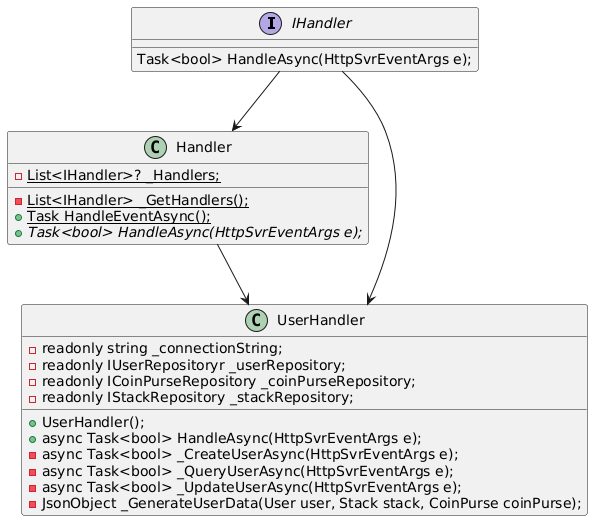 I IHandler
Task<bool> HandleAsync(HttpSvrEventArgs e);
C Handler
List<IHandler>? _Handlers;
List<IHandler> _GetHandlers();
Task HandleEventAsync();
Task<bool> HandleAsync(HttpSvrEventArgs e);
C UserHandler
readonly string _connectionString;
readonly IUserRepositoryr _userRepository;
readonly ICoinPurseRepository _coinPurseRepository;
readonly IStackRepository _stackRepository;
UserHandler();
async Task<bool> HandleAsync(HttpSvrEventArgs e);
async Task<bool> _CreateUserAsync(HttpSvrEventArgs e);
async Task<bool> _QueryUserAsync(HttpSvrEventArgs e);
async Task<bool> _UpdateUserAsync(HttpSvrEventArgs e);
JsonObject _GenerateUserData(User user, Stack stack, CoinPurse coinPurse);